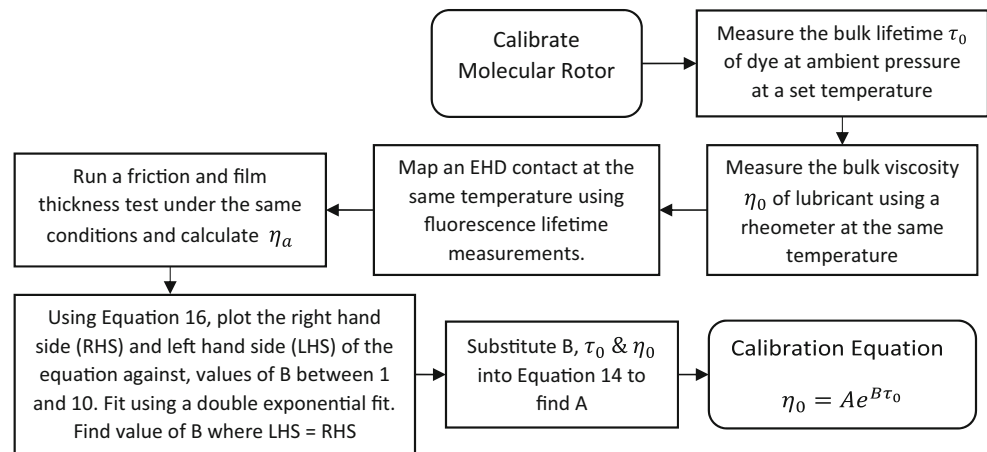 Calibrate
Molecular Rotor
Measure the bulk lifetime τ₀
of dye at ambient pressure
at a set temperature
Measure the bulk viscosity
η₀ of lubricant using a
rheometer at the same
temperature
Map an EHD contact at the
same temperature using
fluorescence lifetime
measurements.
Run a friction and film
thickness test under the same
conditions and calculate ηₐ
Using Equation 16, plot the right hand
side (RHS) and left hand side (LHS) of the
equation against, values of B between 1
and 10. Fit using a double exponential fit.
Find value of B where LHS = RHS
Substitute B, τ₀ & η₀
into Equation 14 to
find A
Calibration Equation
η₀ = Ae^{Bτ₀}